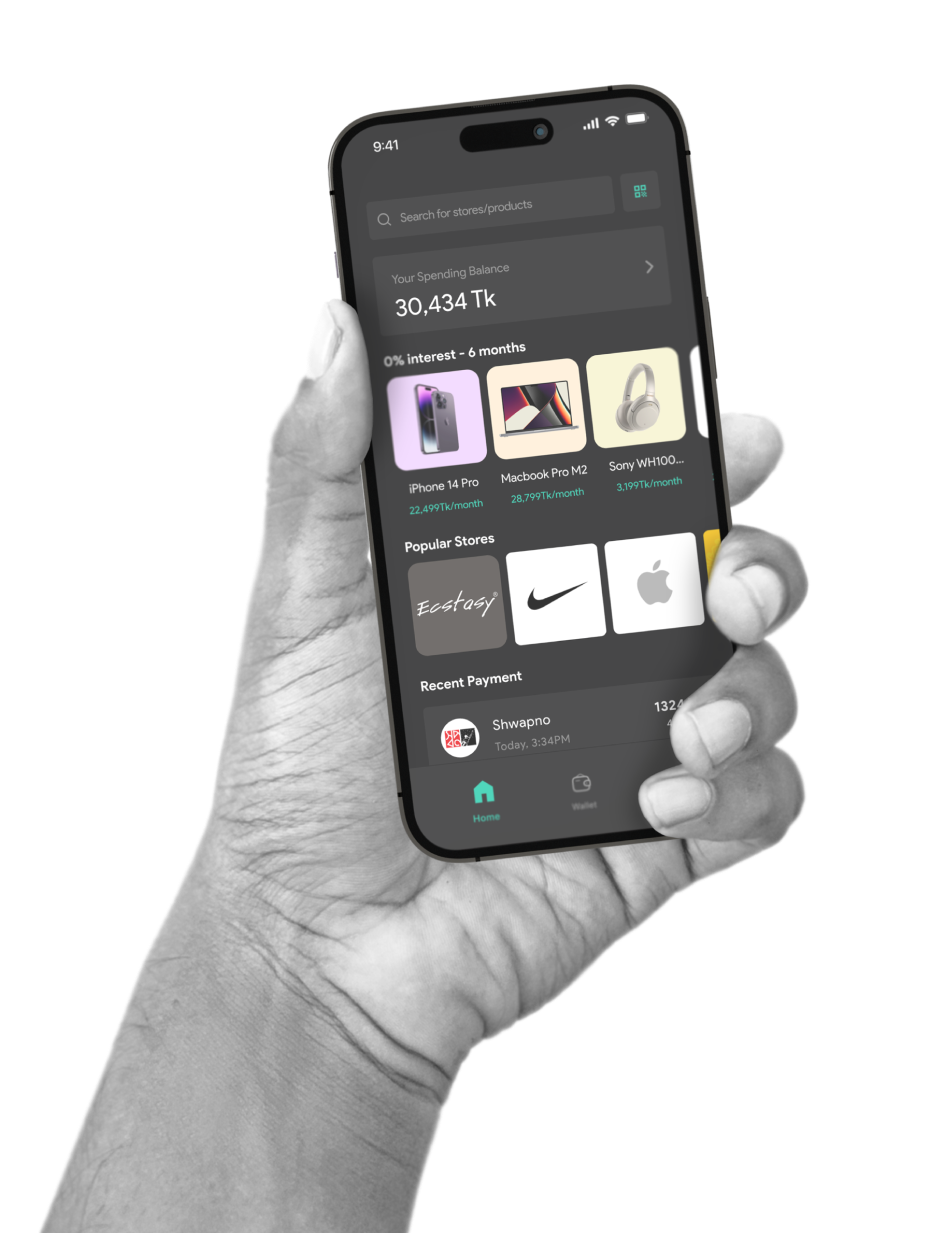 9:41
Search for stores/products
Your Spending Balance
30,434 Tk
0% interest - 6 months
iPhone 14 Pro
22,499Tk/month
Macbook Pro M2
28,799Tk/month
Sony WH100...
3,199Tk/month
Popular Stores
Ecstasy®
Recent Payment
Shwapno
1324
Today, 3:34PM
4
Home
Wallet